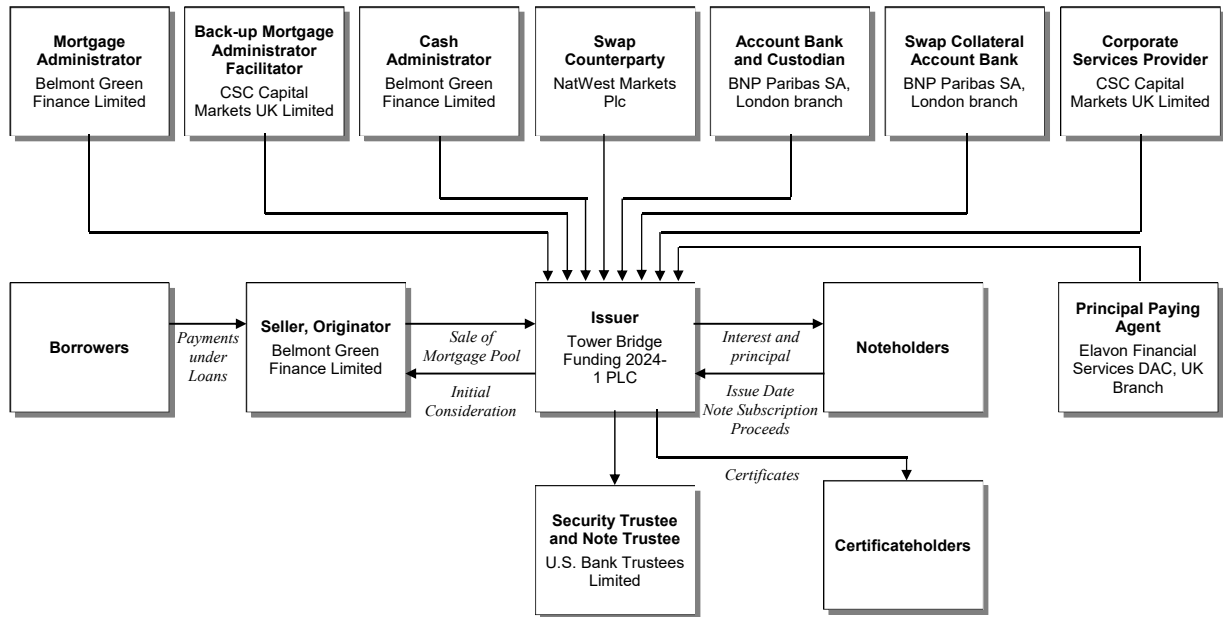 Mortgage
Administrator
Belmont Green
Finance Limited
Back-up Mortgage
Administrator
Facilitator
CSC Capital
Markets UK Limited
Cash
Administrator
Belmont Green
Finance Limited
Swap
Counterparty
NatWest Markets
Plc
Account Bank
and Custodian
BNP Paribas SA,
London branch
Swap Collateral
Account Bank
BNP Paribas SA,
London branch
Corporate
Services Provider
CSC Capital
Markets UK Limited
Borrowers
Payments
under
Loans
Seller, Originator
Belmont Green
Finance Limited
Sale of
Mortgage Pool
Initial
Consideration
Issuer
Tower Bridge
Funding 2024-
1 PLC
Interest and
principal
Issue Date
Note Subscription
Proceeds
Noteholders
Principal Paying
Agent
Elavon Financial
Services DAC, UK
Branch
Certificates
Security Trustee
and Note Trustee
U.S. Bank Trustees
Limited
Certificateholders